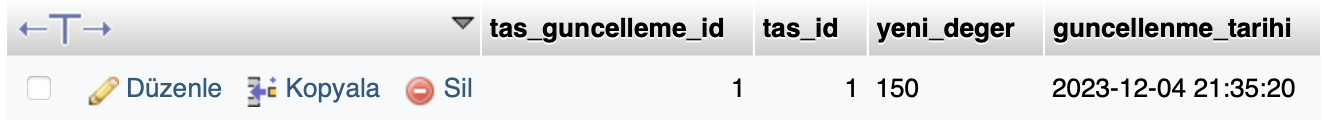 tas_guncelleme_id tas_id yeni_deger guncellenme_tarihi
Düzenle Kopyala Sil 1 1 150 2023-12-04 21:35:20